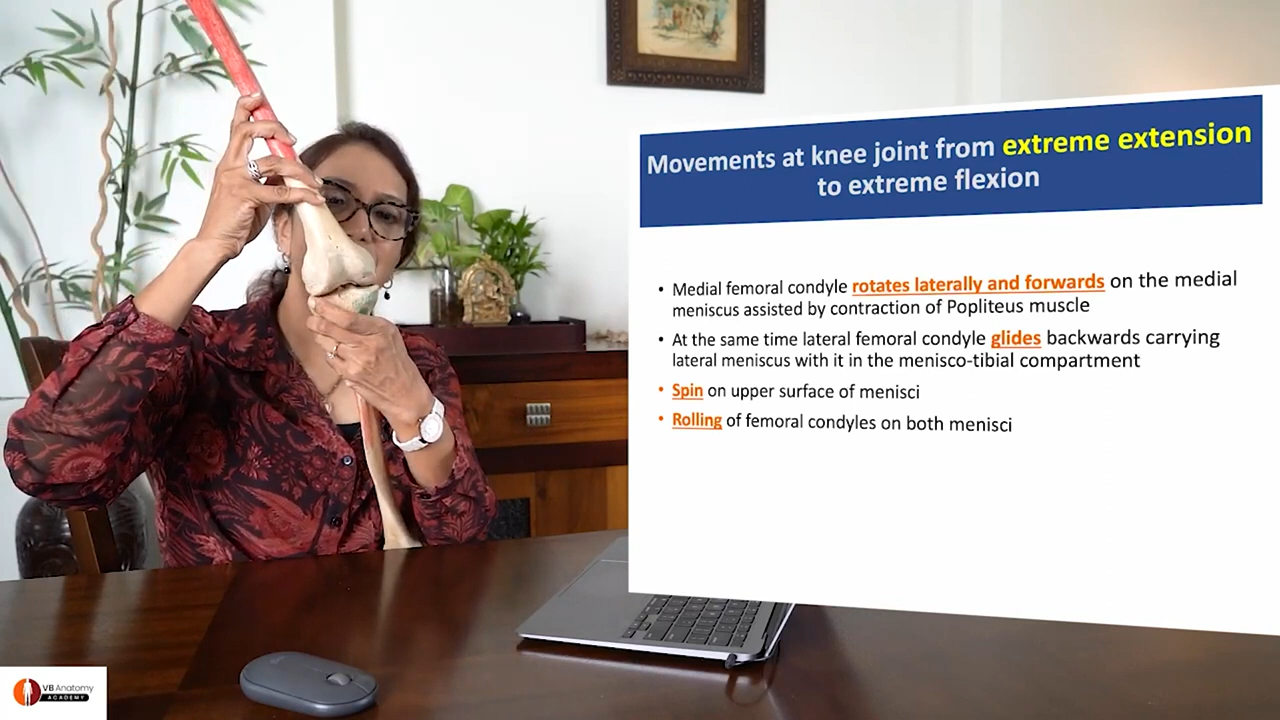 Movements at knee joint from extreme extension
to extreme flexion
• Medial femoral condyle rotates laterally and forwards on the medial
meniscus assisted by contraction of Popliteus muscle
• At the same time lateral femoral condyle glides backwards carrying
lateral meniscus with it in the menisco-tibial compartment
• Spin on upper surface of menisci
• Rolling of femoral condyles on both menisci
VB Anatomy
ACADEMY